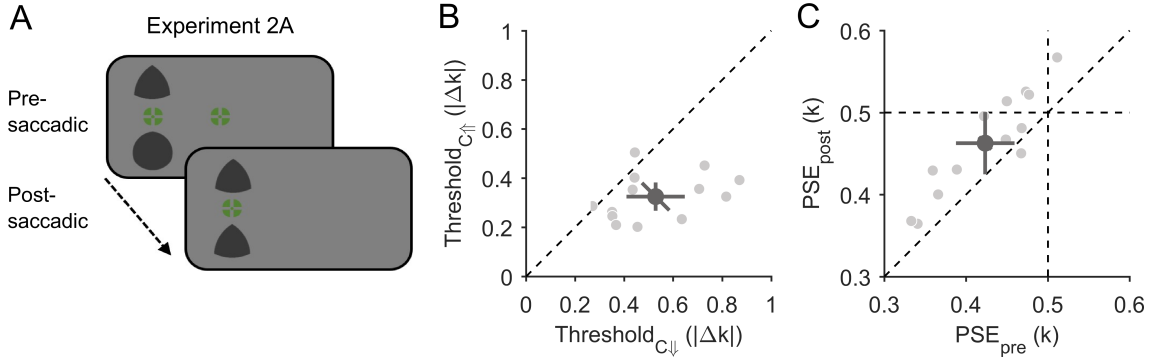 A
Experiment 2A
Pre-
saccadic
Post-
saccadic
B
1
0.8
0.6
0.4
0.2
0
0 0.2 0.4 0.6 0.8 1
Threshold_C⇑ (|Δk|)
Threshold_C⇓ (|Δk|)
C
0.6
0.5
0.4
0.3
0.3 0.4 0.5 0.6
PSE_post (k)
PSE_pre (k)